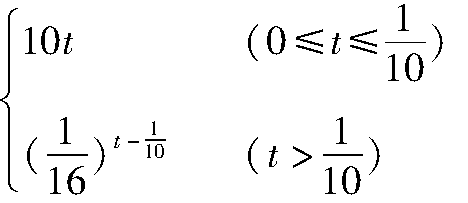 { 10t (0 ≤ t ≤ 1/10)
(1/16)^{t − 1/10} (t > 1/10)